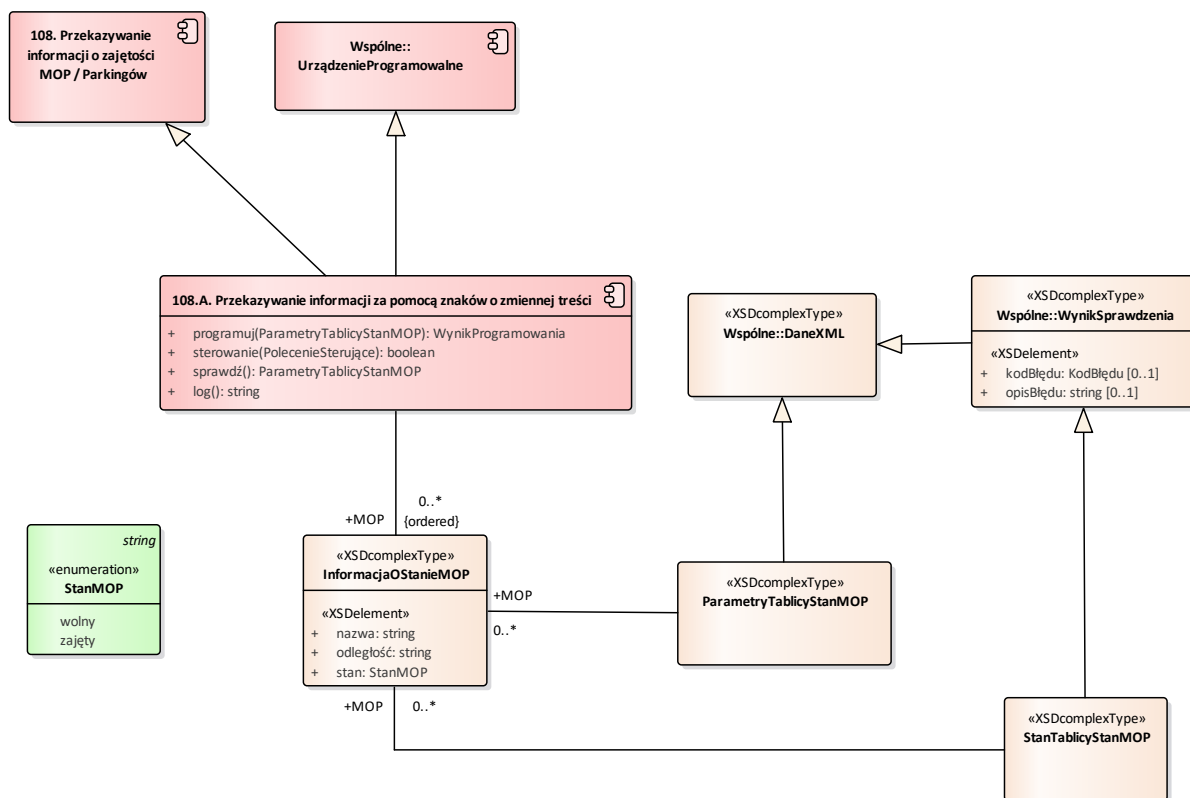 108. Przekazywanie
informacji o zajętości
MOP / Parkingów
Wspólne::
UrządzenieProgramowalne
108.A. Przekazywanie informacji za pomocą znaków o zmiennej treści
+ programuj(ParametryTablicyStanMOP): WynikProgramowania
+ sterowanie(PolecenieSterujące): boolean
+ sprawdź(): ParametryTablicyStanMOP
+ log(): string
«XSDcomplexType»
Wspólne::DaneXML
«XSDcomplexType»
Wspólne::WynikSprawdzenia
«XSDelement»
+ kodBłędu: KodBłędu [0..1]
+ opisBłędu: string [0..1]
0..*
+MOP {ordered}
string
«enumeration»
StanMOP
wolny
zajęty
«XSDcomplexType»
InformacjaOStanieMOP
«XSDelement»
+ nazwa: string
+ odległość: string
+ stan: StanMOP
+MOP
0..*
«XSDcomplexType»
ParametryTablicyStanMOP
+MOP 0..*
«XSDcomplexType»
StanTablicyStanMOP